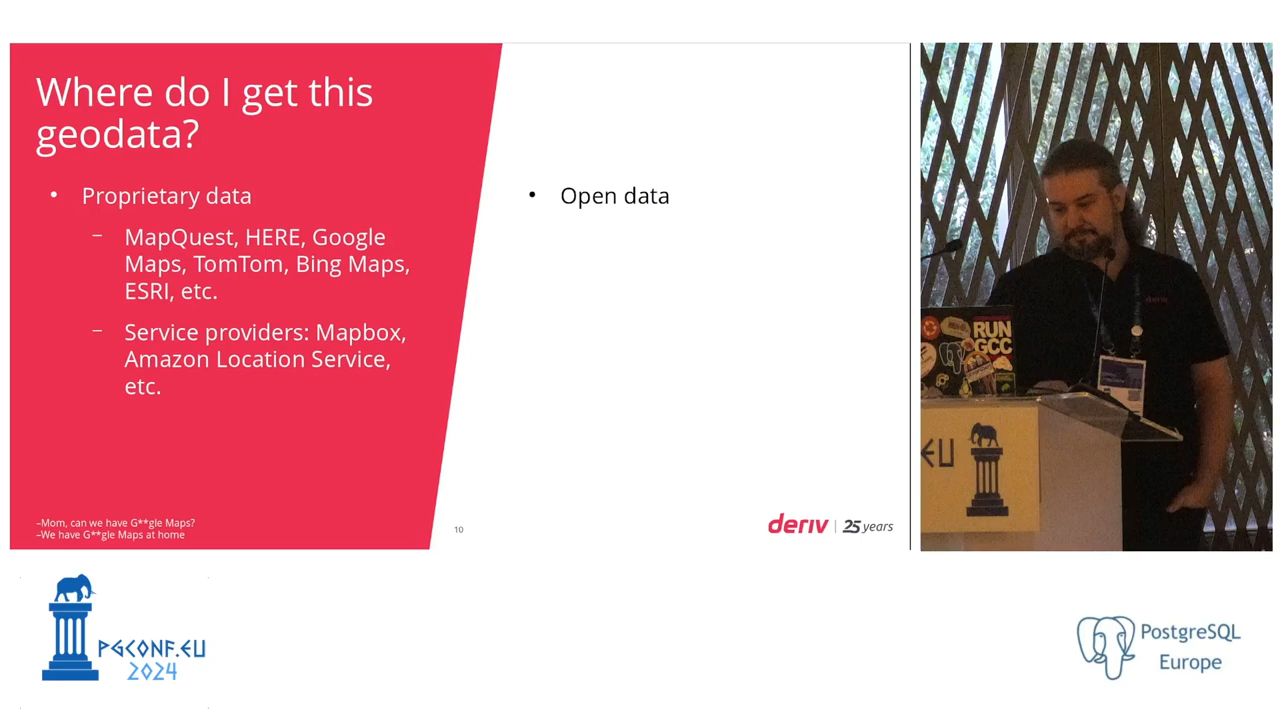 Where do I get this
geodata?
• Proprietary data
– MapQuest, HERE, Google
Maps, TomTom, Bing Maps,
ESRI, etc.
– Service providers: Mapbox,
Amazon Location Service,
etc.
–Mom, can we have G**gle Maps?
–We have G**gle Maps at home
• Open data
10
deriv | 25 years
deriv
RUN
GCC
EU
PGCONF.EU
2024
PostgreSQL
Europe